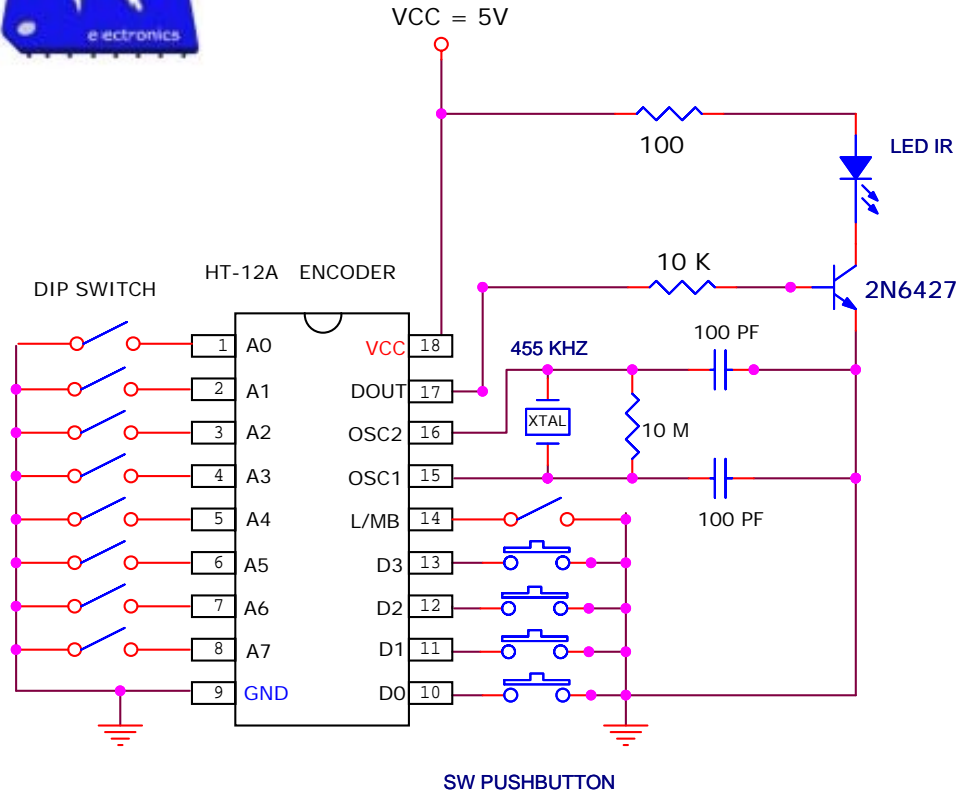 e ectronics
VCC = 5V
100
LED IR
10 K
2N6427
HT-12A ENCODER
DIP SWITCH
100 PF
455 KHZ
XTAL
10 M
100 PF
1 A0
2 A1
3 A2
4 A3
5 A4
6 A5
7 A6
8 A7
9 GND
VCC 18
DOUT 17
OSC2 16
OSC1 15
L/MB 14
D3 13
D2 12
D1 11
D0 10
SW PUSHBUTTON